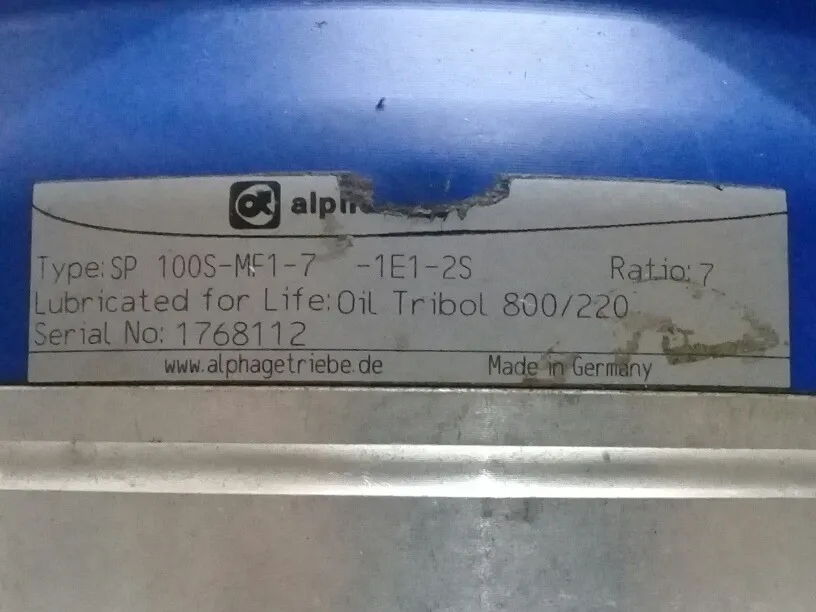 alph
Type: SP 100S-MF1-7 -1E1-2S Ratio: 7
Lubricated for Life: Oil Tribol 800/220
Serial No: 1768112
www.alphagetriebe.de Made in Germany